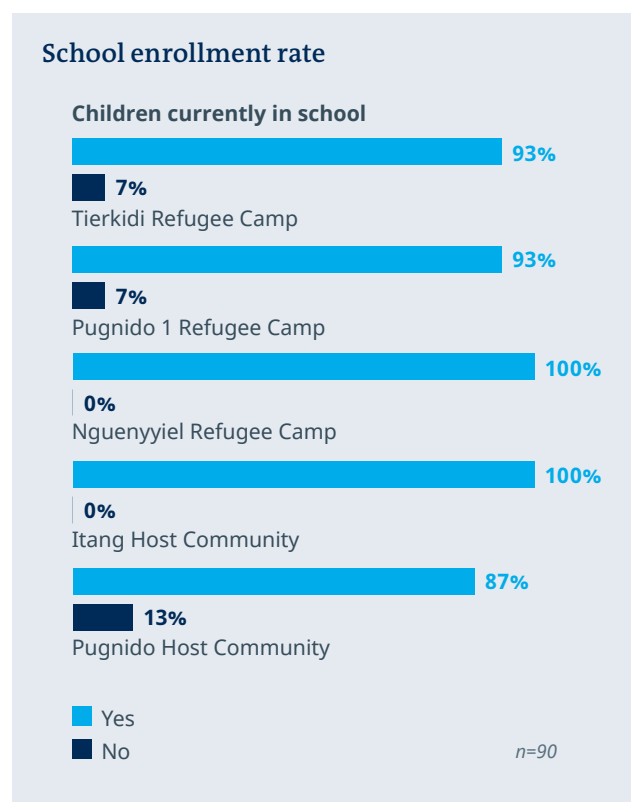 School enrollment rate
Children currently in school
93%
7%
Tierkidi Refugee Camp
93%
7%
Pugnido 1 Refugee Camp
100%
0%
Nguenyyiel Refugee Camp
100%
0%
Itang Host Community
87%
13%
Pugnido Host Community
Yes
No
n=90